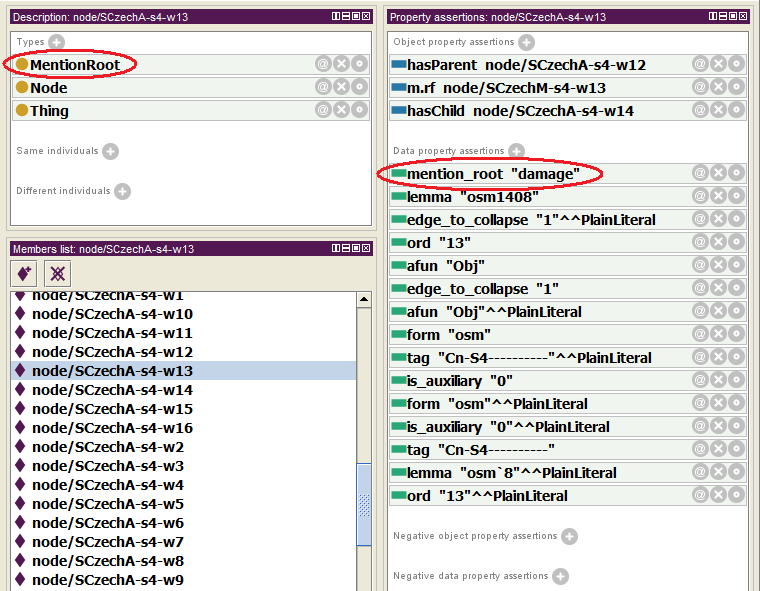 Description: node/SCzechA-s4-w13
Types
MentionRoot
Node
Thing
Same individuals
Different individuals
Members list: node/SCzechA-s4-w13
node/SCzechA-s4-w1
node/SCzechA-s4-w10
node/SCzechA-s4-w11
node/SCzechA-s4-w12
node/SCzechA-s4-w13
node/SCzechA-s4-w14
node/SCzechA-s4-w15
node/SCzechA-s4-w16
node/SCzechA-s4-w2
node/SCzechA-s4-w3
node/SCzechA-s4-w4
node/SCzechA-s4-w5
node/SCzechA-s4-w6
node/SCzechA-s4-w7
node/SCzechA-s4-w8
node/SCzechA-s4-w9
Property assertions: node/SCzechA-s4-w13
Object property assertions
hasParent node/SCzechA-s4-w12
m.rf node/SCzechM-s4-w13
hasChild node/SCzechA-s4-w14
Data property assertions
mention_root "damage"
lemma "osm1408"
edge_to_collapse "1"^^PlainLiteral
ord "13"
afun "Obj"
edge_to_collapse "1"
afun "Obj"^^PlainLiteral
form "osm"
tag "Cn-S4----------"^^PlainLiteral
is_auxiliary "0"
form "osm"^^PlainLiteral
is_auxiliary "0"^^PlainLiteral
tag "Cn-S4----------"
lemma "osm`8"^^PlainLiteral
ord "13"^^PlainLiteral
Negative object property assertions
Negative data property assertions